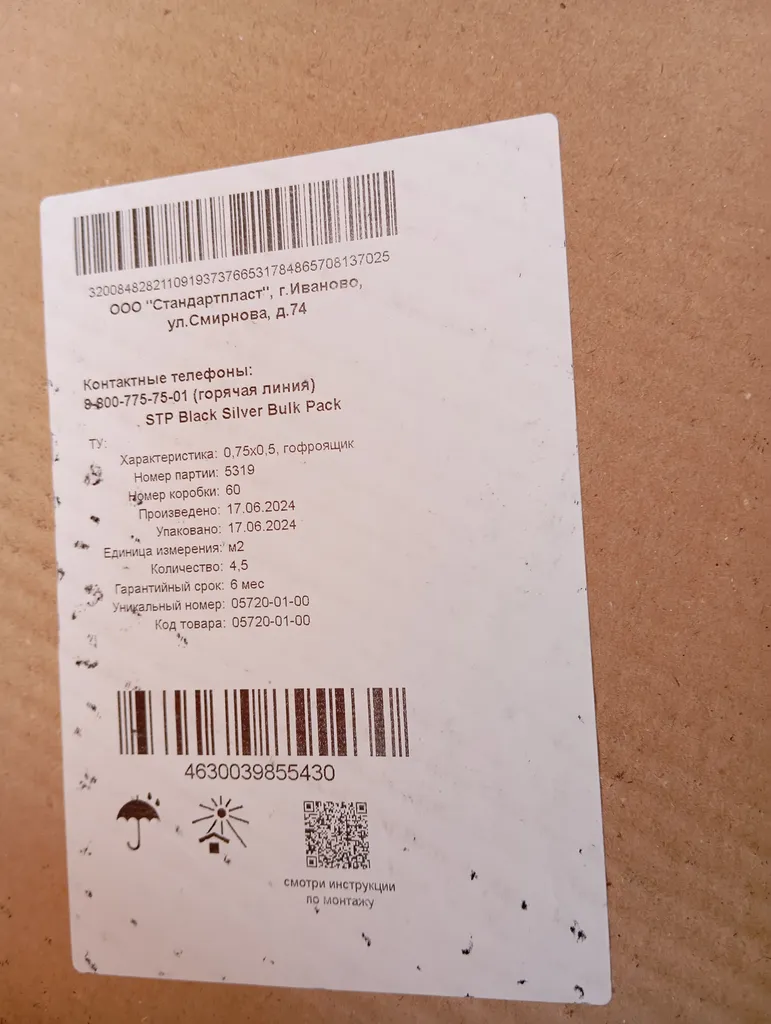 32008482821109193737665317848657081​37025
ООО "Стандартпласт", г.Иваново,
ул.Смирнова, д.74
Контактные телефоны:
8-800-775-75-01 (горячая линия)
STP Black Silver Bulk Pack
ТУ:
Характеристика: 0,75х0,5, гофроящик
Номер партии: 5319
Номер коробки: 60
Произведено: 17.06.2024
Упаковано: 17.06.2024
Единица измерения: м2
Количество: 4,5
Гарантийный срок: 6 мес
Уникальный номер: 05720-01-00
Код товара: 05720-01-00
4630039855430
смотри инструкции
по монтажу